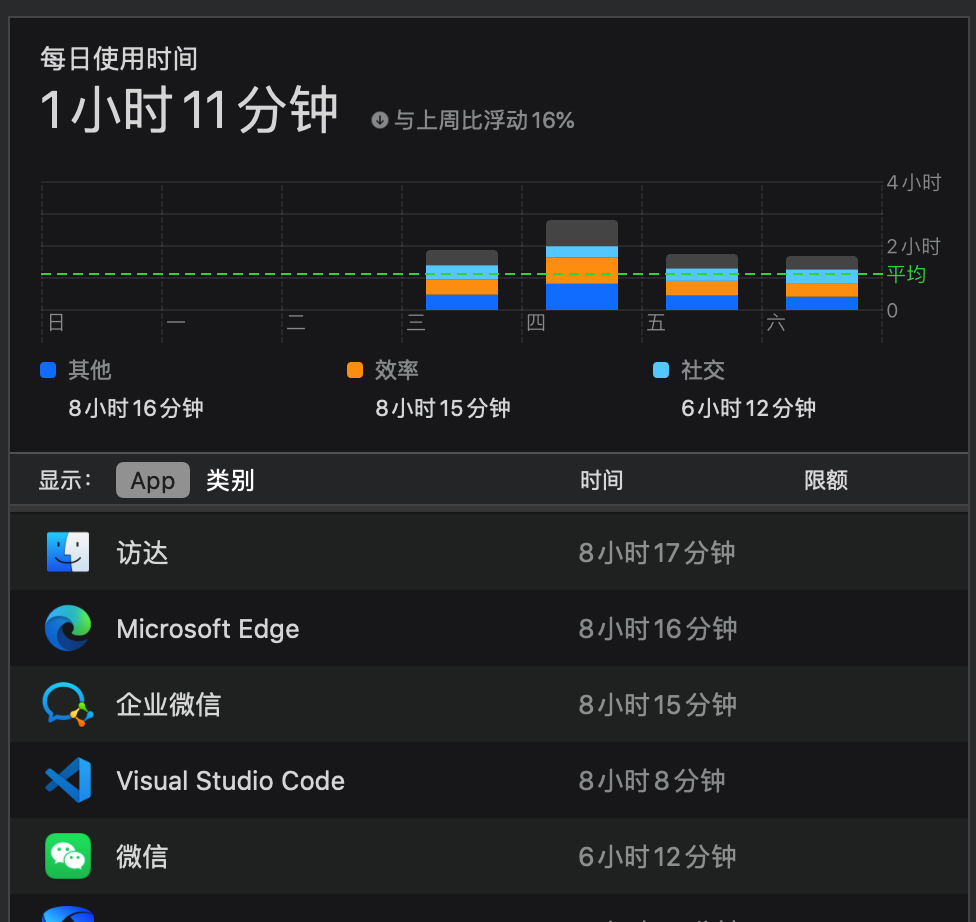 每日使用时间
1小时11分钟 与上周比浮动16%
4小时
2小时
平均
0
日 一 二 三 四 五 六
其他 效率 社交
8小时16分钟 8小时15分钟 6小时12分钟
显示： App 类别 时间 限额
访达 8小时17分钟
Microsoft Edge 8小时16分钟
企业微信 8小时15分钟
Visual Studio Code 8小时8分钟
微信 6小时12分钟